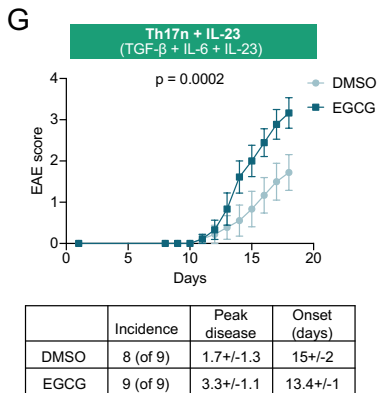 G
Th17n + IL-23
(TGF-β + IL-6 + IL-23)
p = 0.0002
DMSO
EGCG
EAE score
4
3
2
1
0
0 5 10 15 20
Days
Incidence Peak disease Onset (days)
DMSO 8 (of 9) 1.7+/-1.3 15+/-2
EGCG 9 (of 9) 3.3+/-1.1 13.4+/-1